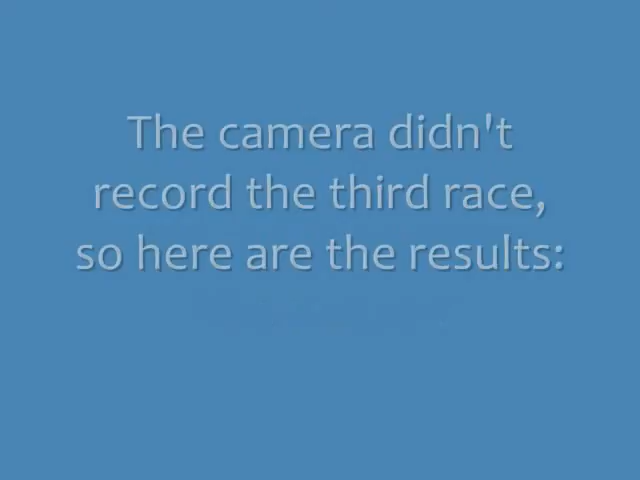 The camera didn't
record the third race,
so here are the results: